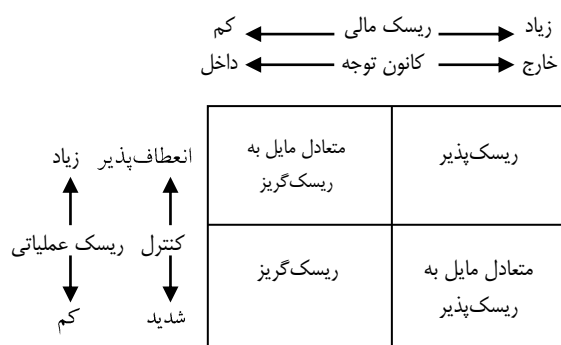 زیاد ریسک مالی کم
خارج کانون توجه داخل
ریسک‌پذیر
متعادل مایل به
ریسک‌گریز
انعطاف‌پذیر زیاد
کنترل ریسک عملیاتی
متعادل مایل به
ریسک‌پذیر
ریسک‌گریز
شدید کم